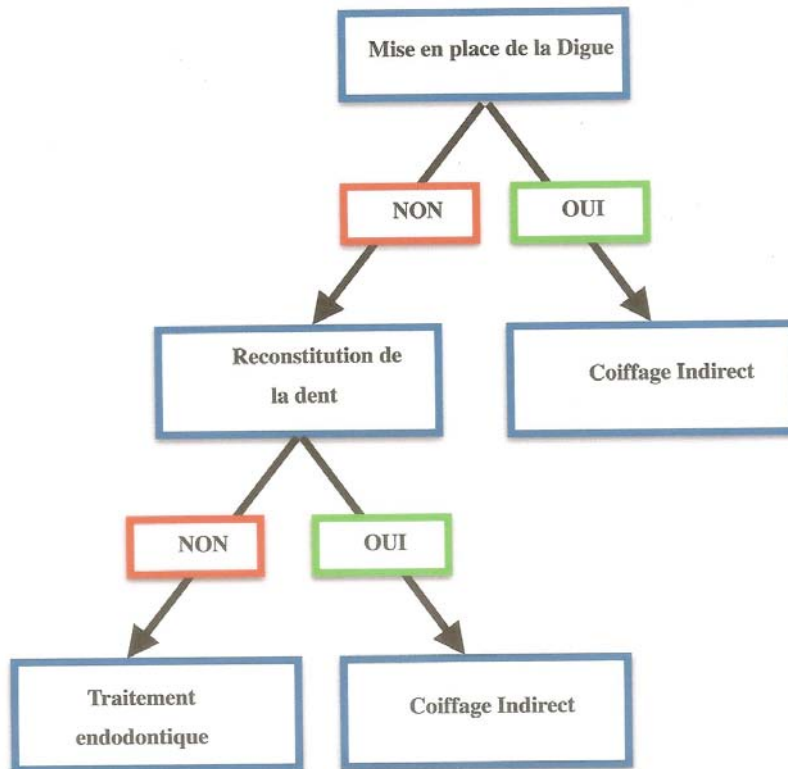 Mise en place de la Digue
NON
OUI
Reconstitution de
la dent
Coiffage Indirect
NON
OUI
Traitement
endodontique
Coiffage Indirect